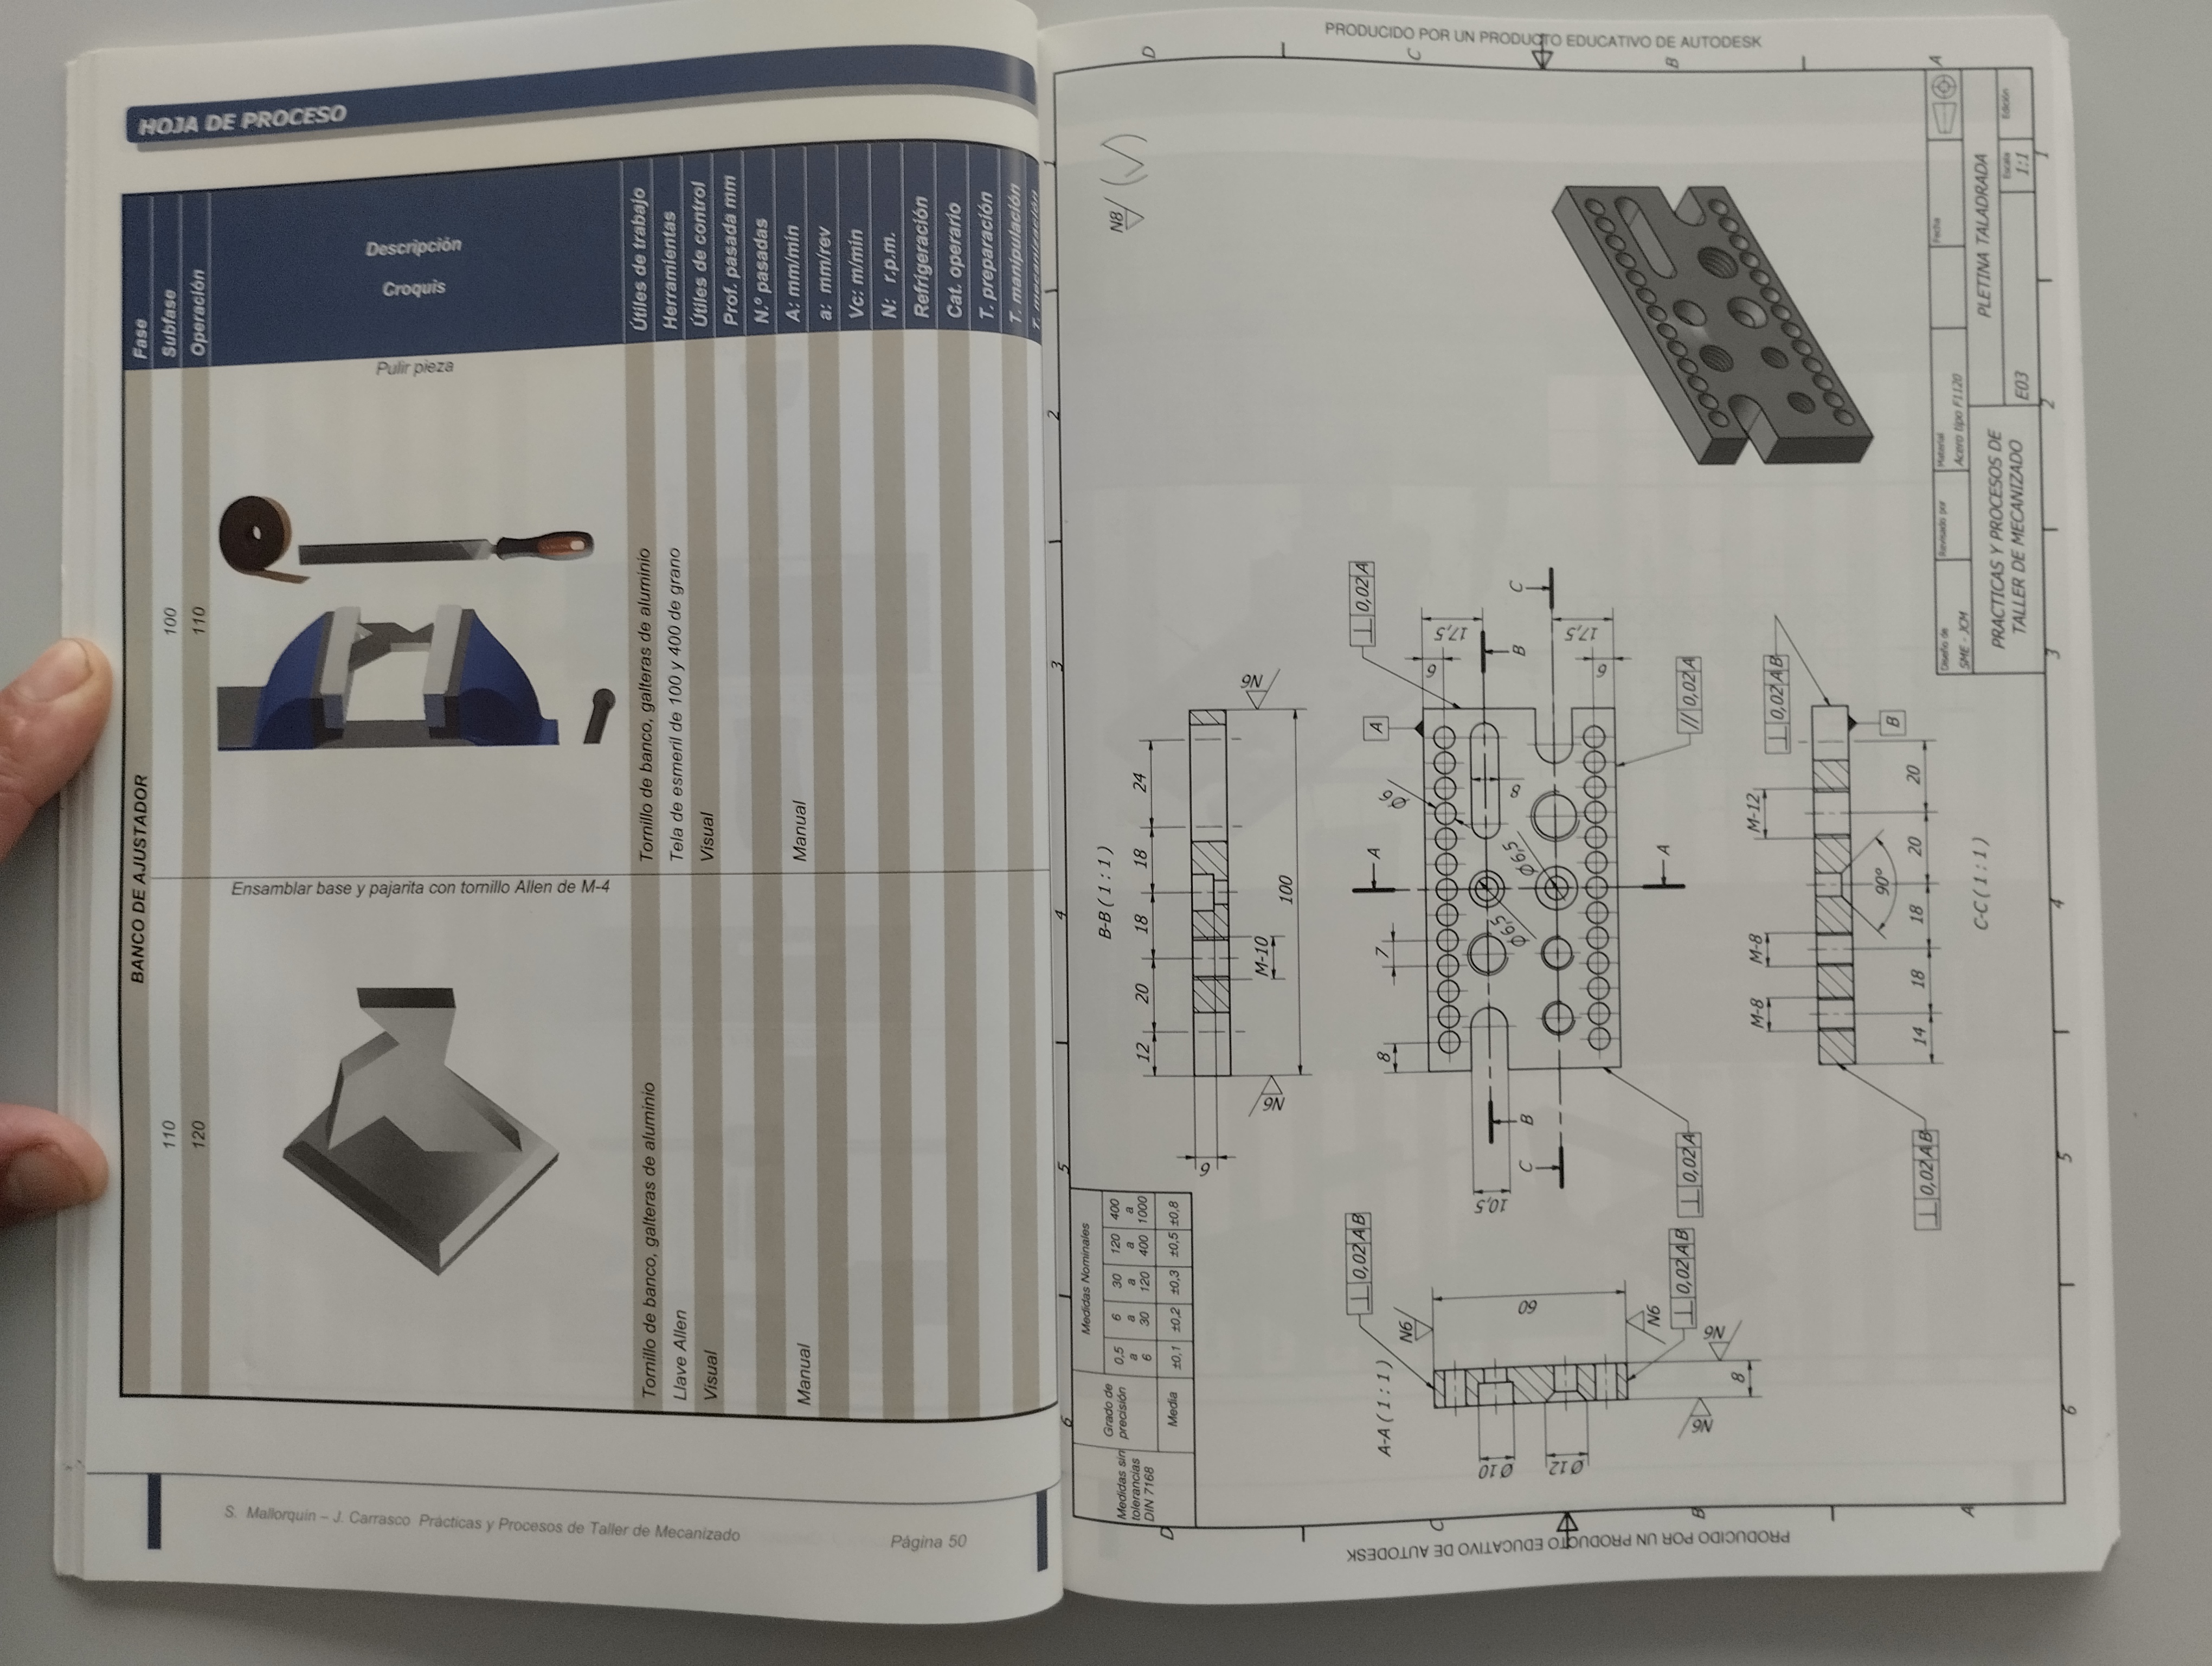 HOJA DE PROCESO
Fase
Subfase
Operación
Descripción
Croquis
Útiles de trabajo
Herramientas
Útiles de control
Prof. pasada mm
N.º pasadas
A: mm/min
a: mm/rev
Vc: m/min
N: r.p.m.
Refrigeración
Cat. operario
T. preparación
T. manipulación
BANCO DE AJUSTADOR
100
110
Pulir pieza
Tornillo de banco, galteras de aluminio
Tela de esmeril de 100 y 400 de grano
Visual
Manual
110
120
Ensamblar base y pajarita con tornillo Allen de M-4
Tornillo de banco, galteras de aluminio
Llave Allen
Visual
Manual
S. Mallorquín – J. Carrasco Prácticas y Procesos de Taller de Mecanizado
Página 50
PRODUCIDO POR UN PRODUCTO EDUCATIVO DE AUTODESK
D
C
B
A
1
2
3
4
5
6
N8
B-B ( 1 : 1 )
12
20
18
18
24
M-10
100
6
N6
N6
A
⊥ 0,02 A
17,5
17,5
6
6
B
C
// 0,02 A
Ø6
8
Ø6,5
Ø6,5
A
A
7
8
B
C
10,5
⊥ 0,02 A
M-8
M-8
M-12
14
18
18
20
20
90º
C-C ( 1 : 1 )
B
⊥ 0,02 A B
⊥ 0,02 A B
A-A ( 1 : 1 )
⊥ 0,02 A B
⊥ 0,02 A B
60
N6
N6
N6
N6
8
Ø10
Ø12
Medidas sin
tolerancias
DIN 7168
Grado de
precisión
Medidas Nominales
0,5
a
6
6
a
30
30
a
120
120
a
400
400
a
1000
Media
±0,1
±0,2
±0,3
±0,5
±0,8
Diseño de
SME - JCM
Revisado por
Material
Acero tipo F1120
Fecha
PRACTICAS Y PROCESOS DE
TALLER DE MECANIZADO
PLETINA TALADRADA
E03
Escala
1:1
Edición
1
2
3
4
5
6
D
C
B
A
PRODUCIDO POR UN PRODUCTO EDUCATIVO DE AUTODESK